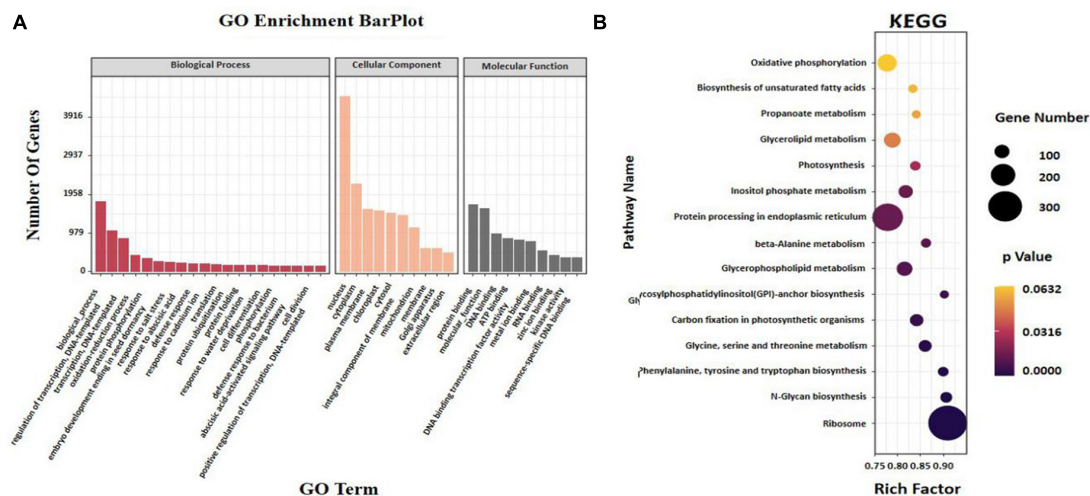 A
GO Enrichment BarPlot
Biological Process
Cellular Component
Molecular Function
Number Of Genes
3916
2937
1958
979
0
biological_process
regulation of transcription, DNA-templated
transcription, DNA-templated
oxidation-reduction process
protein phosphorylation
embryo development ending in seed dormancy
response to salt stress
response to abscisic acid
defense response
response to cadmium ion
translation
protein ubiquitination
protein folding
response to water deprivation
cell differentiation
phosphorylation
defense response to bacterium
abscisic acid-activated signaling pathway
positive regulation of transcription, DNA-templated
cell division
nucleus
cytoplasm
plasma membrane
chloroplast
cytosol
integral component of membrane
mitochondrion
membrane
Golgi apparatus
extracellular region
protein binding
molecular_function
DNA binding
ATP binding
DNA binding transcription factor activity
metal ion binding
RNA binding
zinc ion binding
kinase activity
sequence-specific DNA binding
GO Term
B
KEGG
Pathway Name
Oxidative phosphorylation
Biosynthesis of unsaturated fatty acids
Propanoate metabolism
Glycerolipid metabolism
Photosynthesis
Inositol phosphate metabolism
Protein processing in endoplasmic reticulum
beta-Alanine metabolism
Glycerophospholipid metabolism
Glycosylphosphatidylinositol(GPI)-anchor biosynthesis
Carbon fixation in photosynthetic organisms
Glycine, serine and threonine metabolism
Phenylalanine, tyrosine and tryptophan biosynthesis
N-Glycan biosynthesis
Ribosome
0.75 0.80 0.85 0.90
Rich Factor
Gene Number
100
200
300
p Value
0.0632
0.0316
0.0000